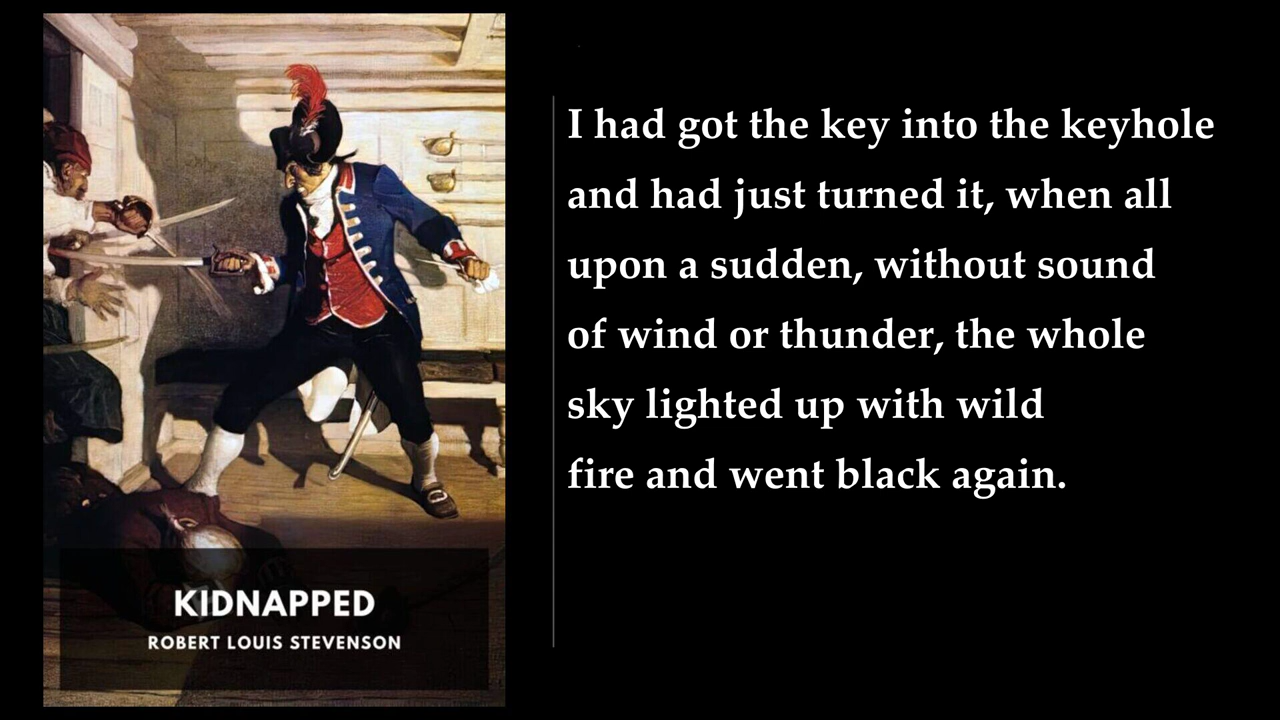 KIDNAPPED
ROBERT LOUIS STEVENSON
I had got the key into the keyhole
and had just turned it, when all
upon a sudden, without sound
of wind or thunder, the whole
sky lighted up with wild
fire and went black again.